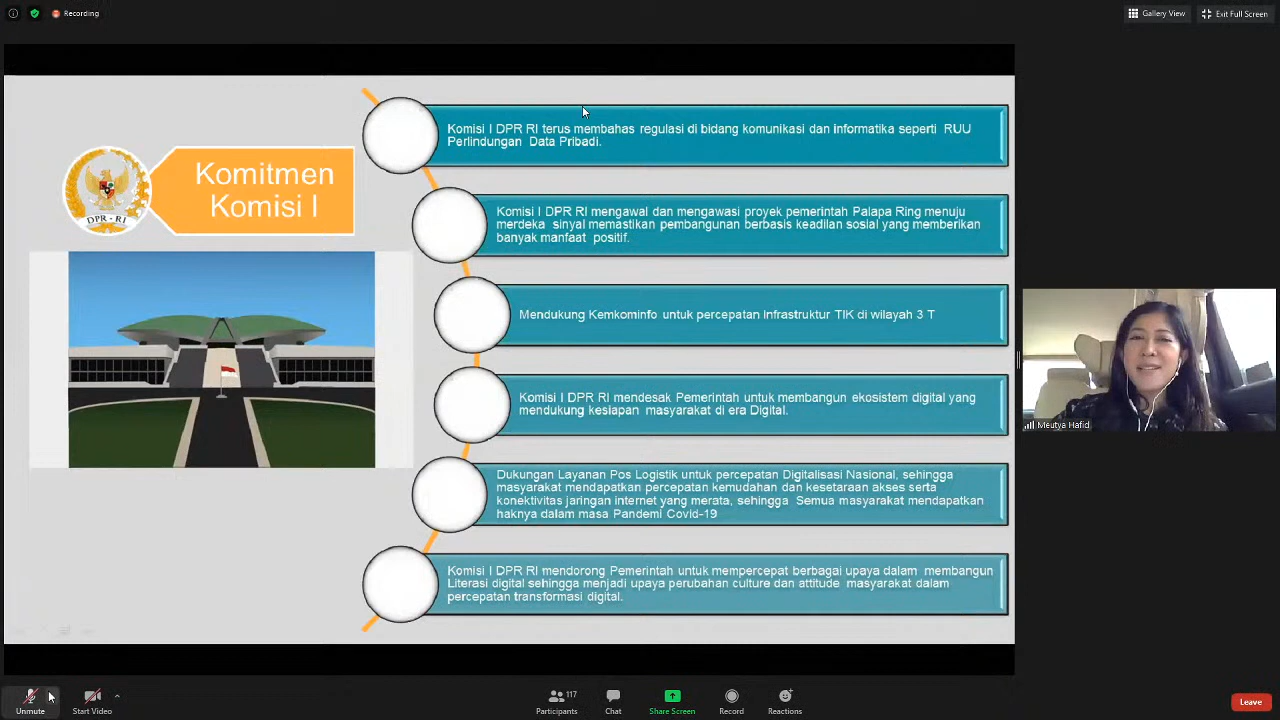 Recording
Gallery View
Exit Full Screen
Komitmen
Komisi I
DPR - RI
Komisi I DPR RI terus membahas regulasi di bidang komunikasi dan informatika seperti RUU
Perlindungan Data Pribadi.
Komisi I DPR RI mengawal dan mengawasi proyek pemerintah Palapa Ring menuju
merdeka sinyal memastikan pembangunan berbasis keadilan sosial yang memberikan
banyak manfaat positif.
Mendukung Kemkominfo untuk percepatan Infrastruktur TIK di wilayah 3 T
Komisi I DPR RI mendesak Pemerintah untuk membangun ekosistem digital yang
mendukung kesiapan masyarakat di era Digital.
Dukungan Layanan Pos Logistik untuk percepatan Digitalisasi Nasional, sehingga
masyarakat mendapatkan percepatan kemudahan dan kesetaraan akses serta
konektivitas jaringan internet yang merata, sehingga Semua masyarakat mendapatkan
haknya dalam masa Pandemi Covid-19
Komisi I DPR RI mendorong Pemerintah untuk mempercepat berbagai upaya dalam membangun
Literasi digital sehingga menjadi upaya perubahan culture dan attitude masyarakat dalam
percepatan transformasi digital.
Meutya Hafid
Unmute
Start Video
117
Participants
Chat
Share Screen
Record
Reactions
Leave